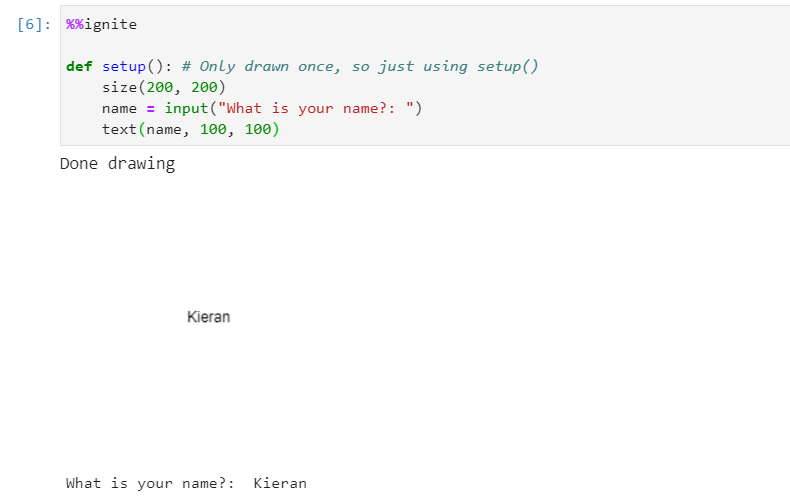 [6]: %%ignite
def setup(): # Only drawn once, so just using setup()
size(200, 200)
name = input("What is your name?: ")
text(name, 100, 100)
Done drawing
Kieran
What is your name?: Kieran